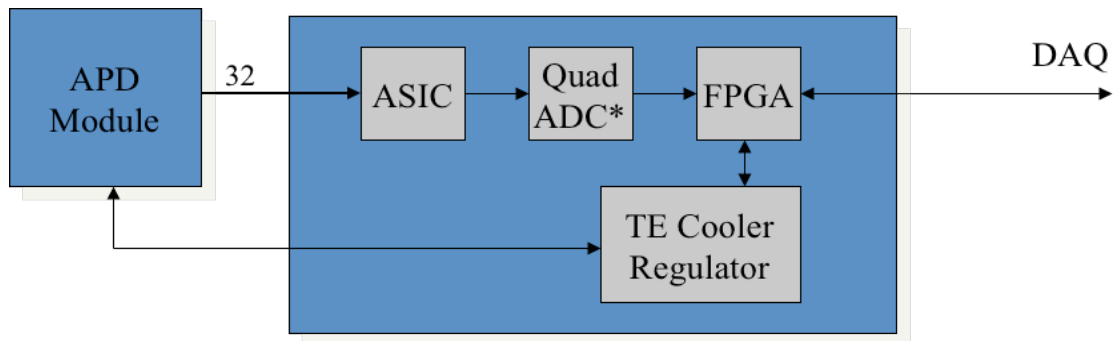 APD
Module
32
ASIC
Quad
ADC*
FPGA
DAQ
TE Cooler
Regulator